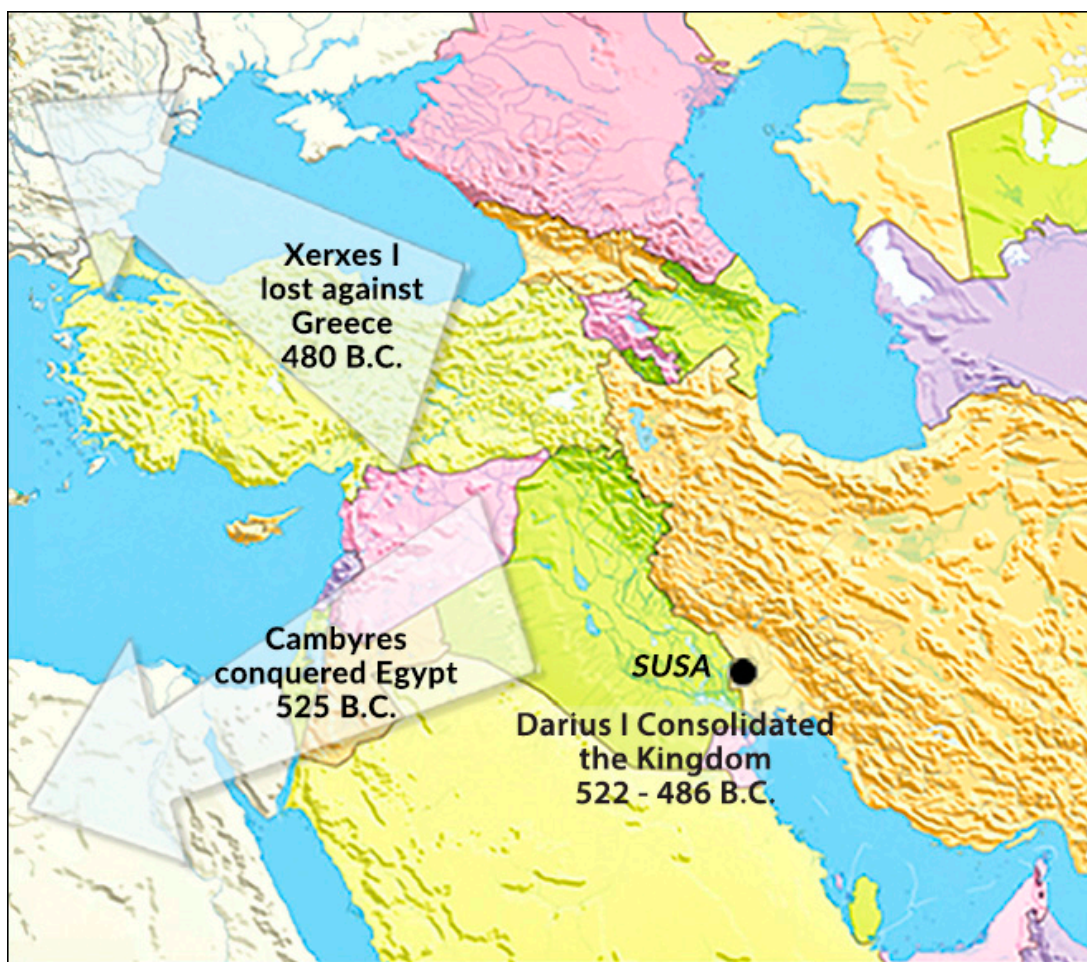 Xerxes I
lost against
Greece
480 B.C.
Cambyres
conquered Egypt
525 B.C.
SUSA
Darius I Consolidated
the Kingdom
522 - 486 B.C.